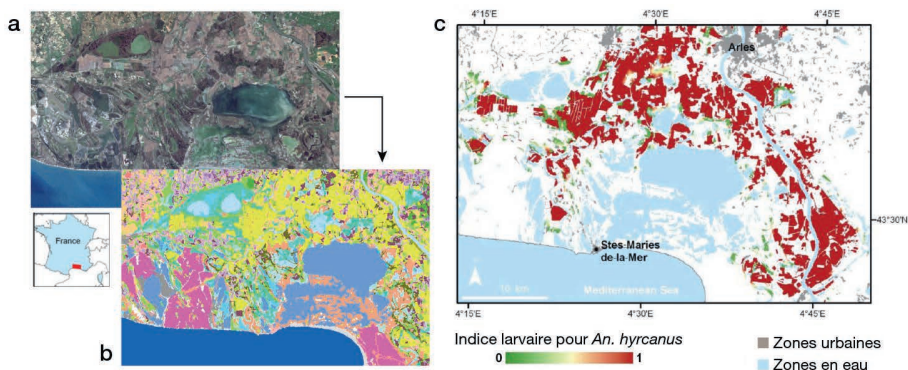 a
France
b
c
4°15'E
4°30'E
4°45'E
Arles
43°30'N
Stes Maries
de-la-Mer
10 km
Mediterranean Sea
4°15'E
4°30'E
4°45'E
Indice larvaire pour An. hyrcanus
0
1
Zones urbaines
Zones en eau